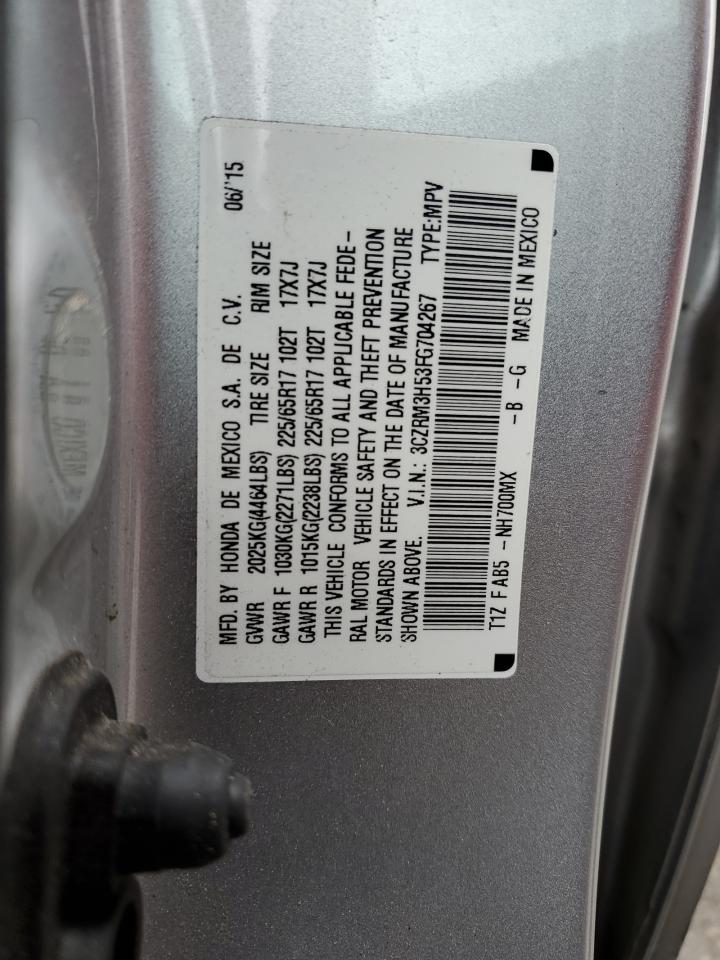 MFD. BY HONDA DE MEXICO S.A. DE C.V. 06/'15
GVWR 2025KG(4464LBS) TIRE SIZE RIM SIZE
GAWR F 1030KG(2271LBS) 225/65R17 102T 17X7J
GAWR R 1015KG(2238LBS) 225/65R17 102T 17X7J
THIS VEHICLE CONFORMS TO ALL APPLICABLE FEDE-
RAL MOTOR VEHICLE SAFETY AND THEFT PREVENTION
STANDARDS IN EFFECT ON THE DATE OF MANUFACTURE
SHOWN ABOVE. V.I.N.: 3CZRM3H53FG704267 TYPE:MPV
T1Z F AB5 -NH700MX -B -G MADE IN MEXICO